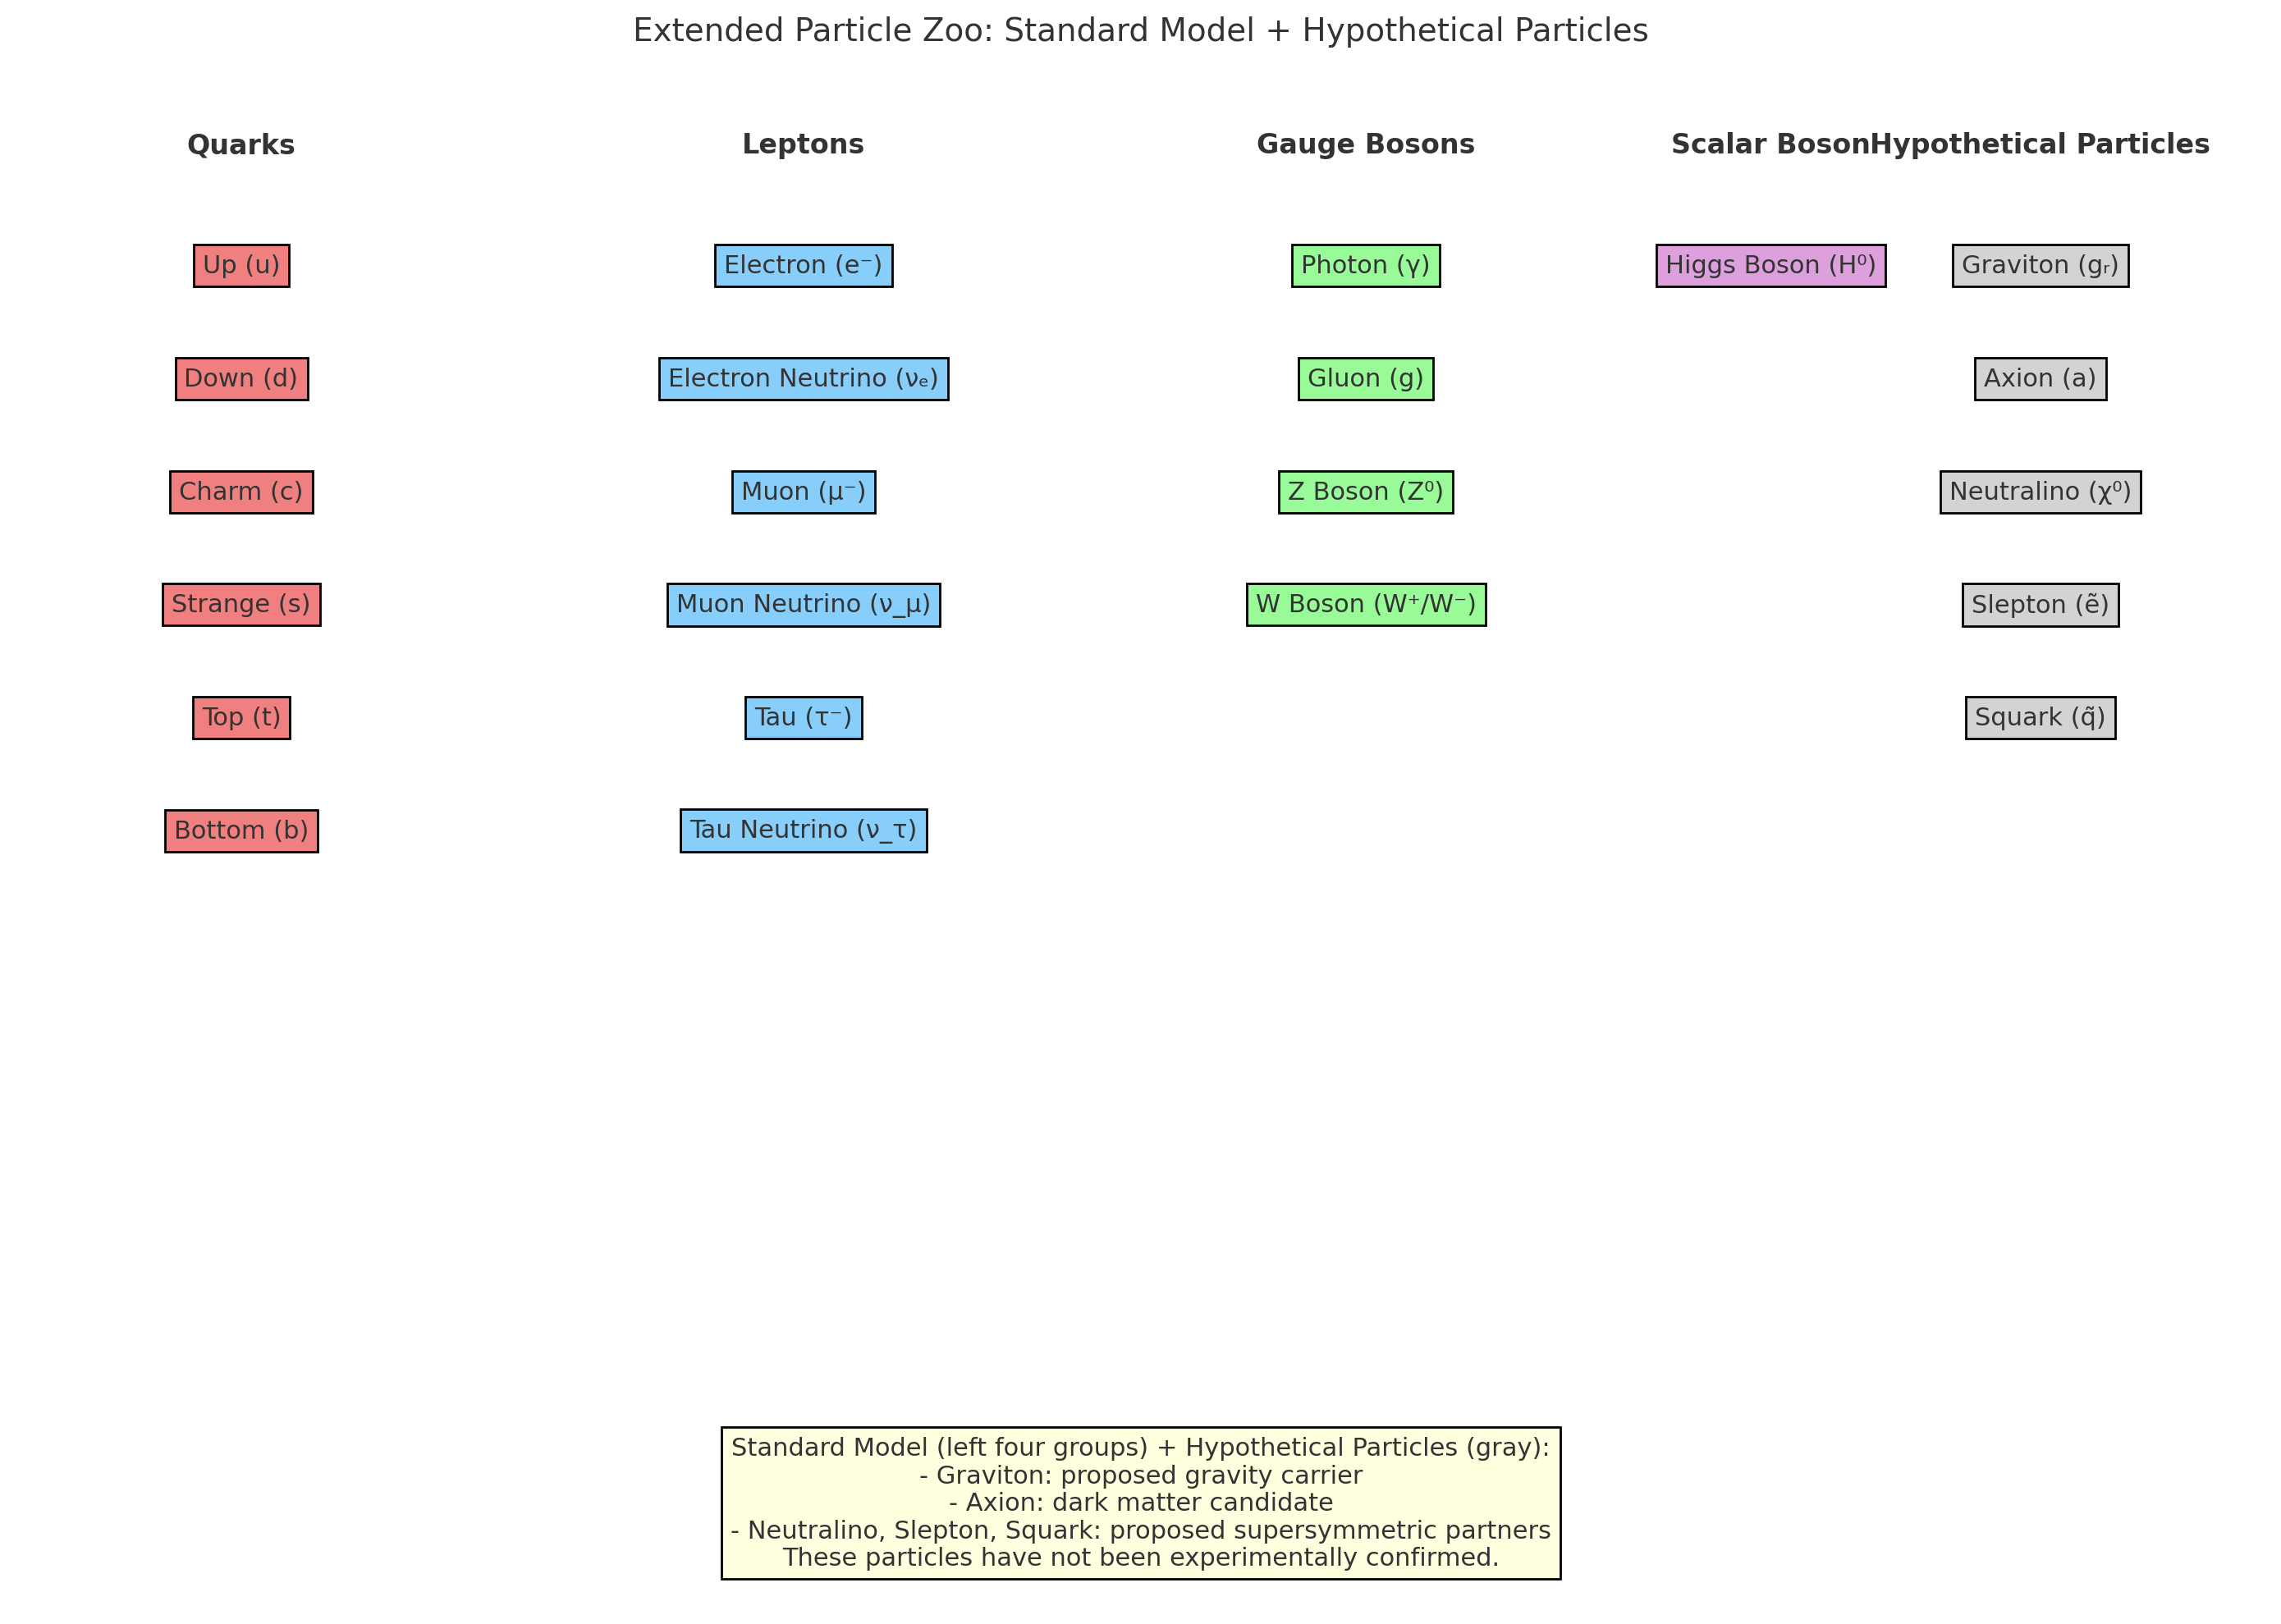 Extended Particle Zoo: Standard Model + Hypothetical Particles
Quarks
Leptons
Gauge Bosons
Scalar Boson
Hypothetical Particles
Up (u)
Electron (e⁻)
Photon (γ)
Higgs Boson (H⁰)
Graviton (gᵣ)
Down (d)
Electron Neutrino (νₑ)
Gluon (g)
Axion (a)
Charm (c)
Muon (μ⁻)
Z Boson (Z⁰)
Neutralino (χ⁰)
Strange (s)
Muon Neutrino (ν_μ)
W Boson (W⁺/W⁻)
Slepton (ẽ)
Top (t)
Tau (τ⁻)
Squark (q̃)
Bottom (b)
Tau Neutrino (ν_τ)
Standard Model (left four groups) + Hypothetical Particles (gray):
- Graviton: proposed gravity carrier
- Axion: dark matter candidate
- Neutralino, Slepton, Squark: proposed supersymmetric partners
These particles have not been experimentally confirmed.